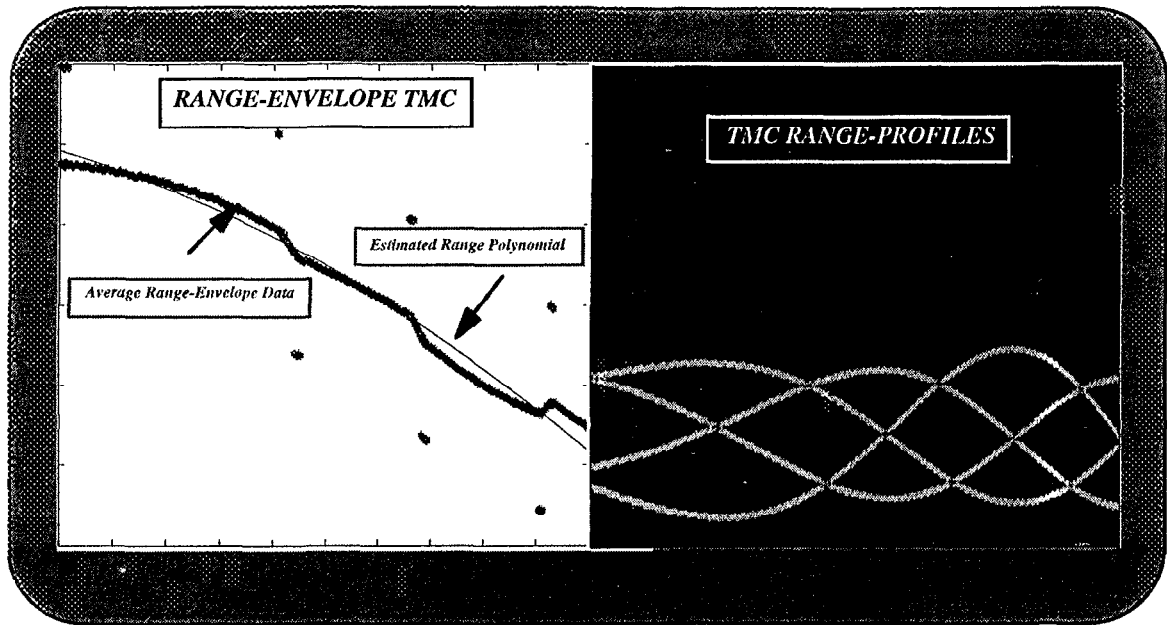 RANGE-ENVELOPE TMC
TMC RANGE-PROFILES
Estimated Range Polynomial
Average Range-Envelope Data